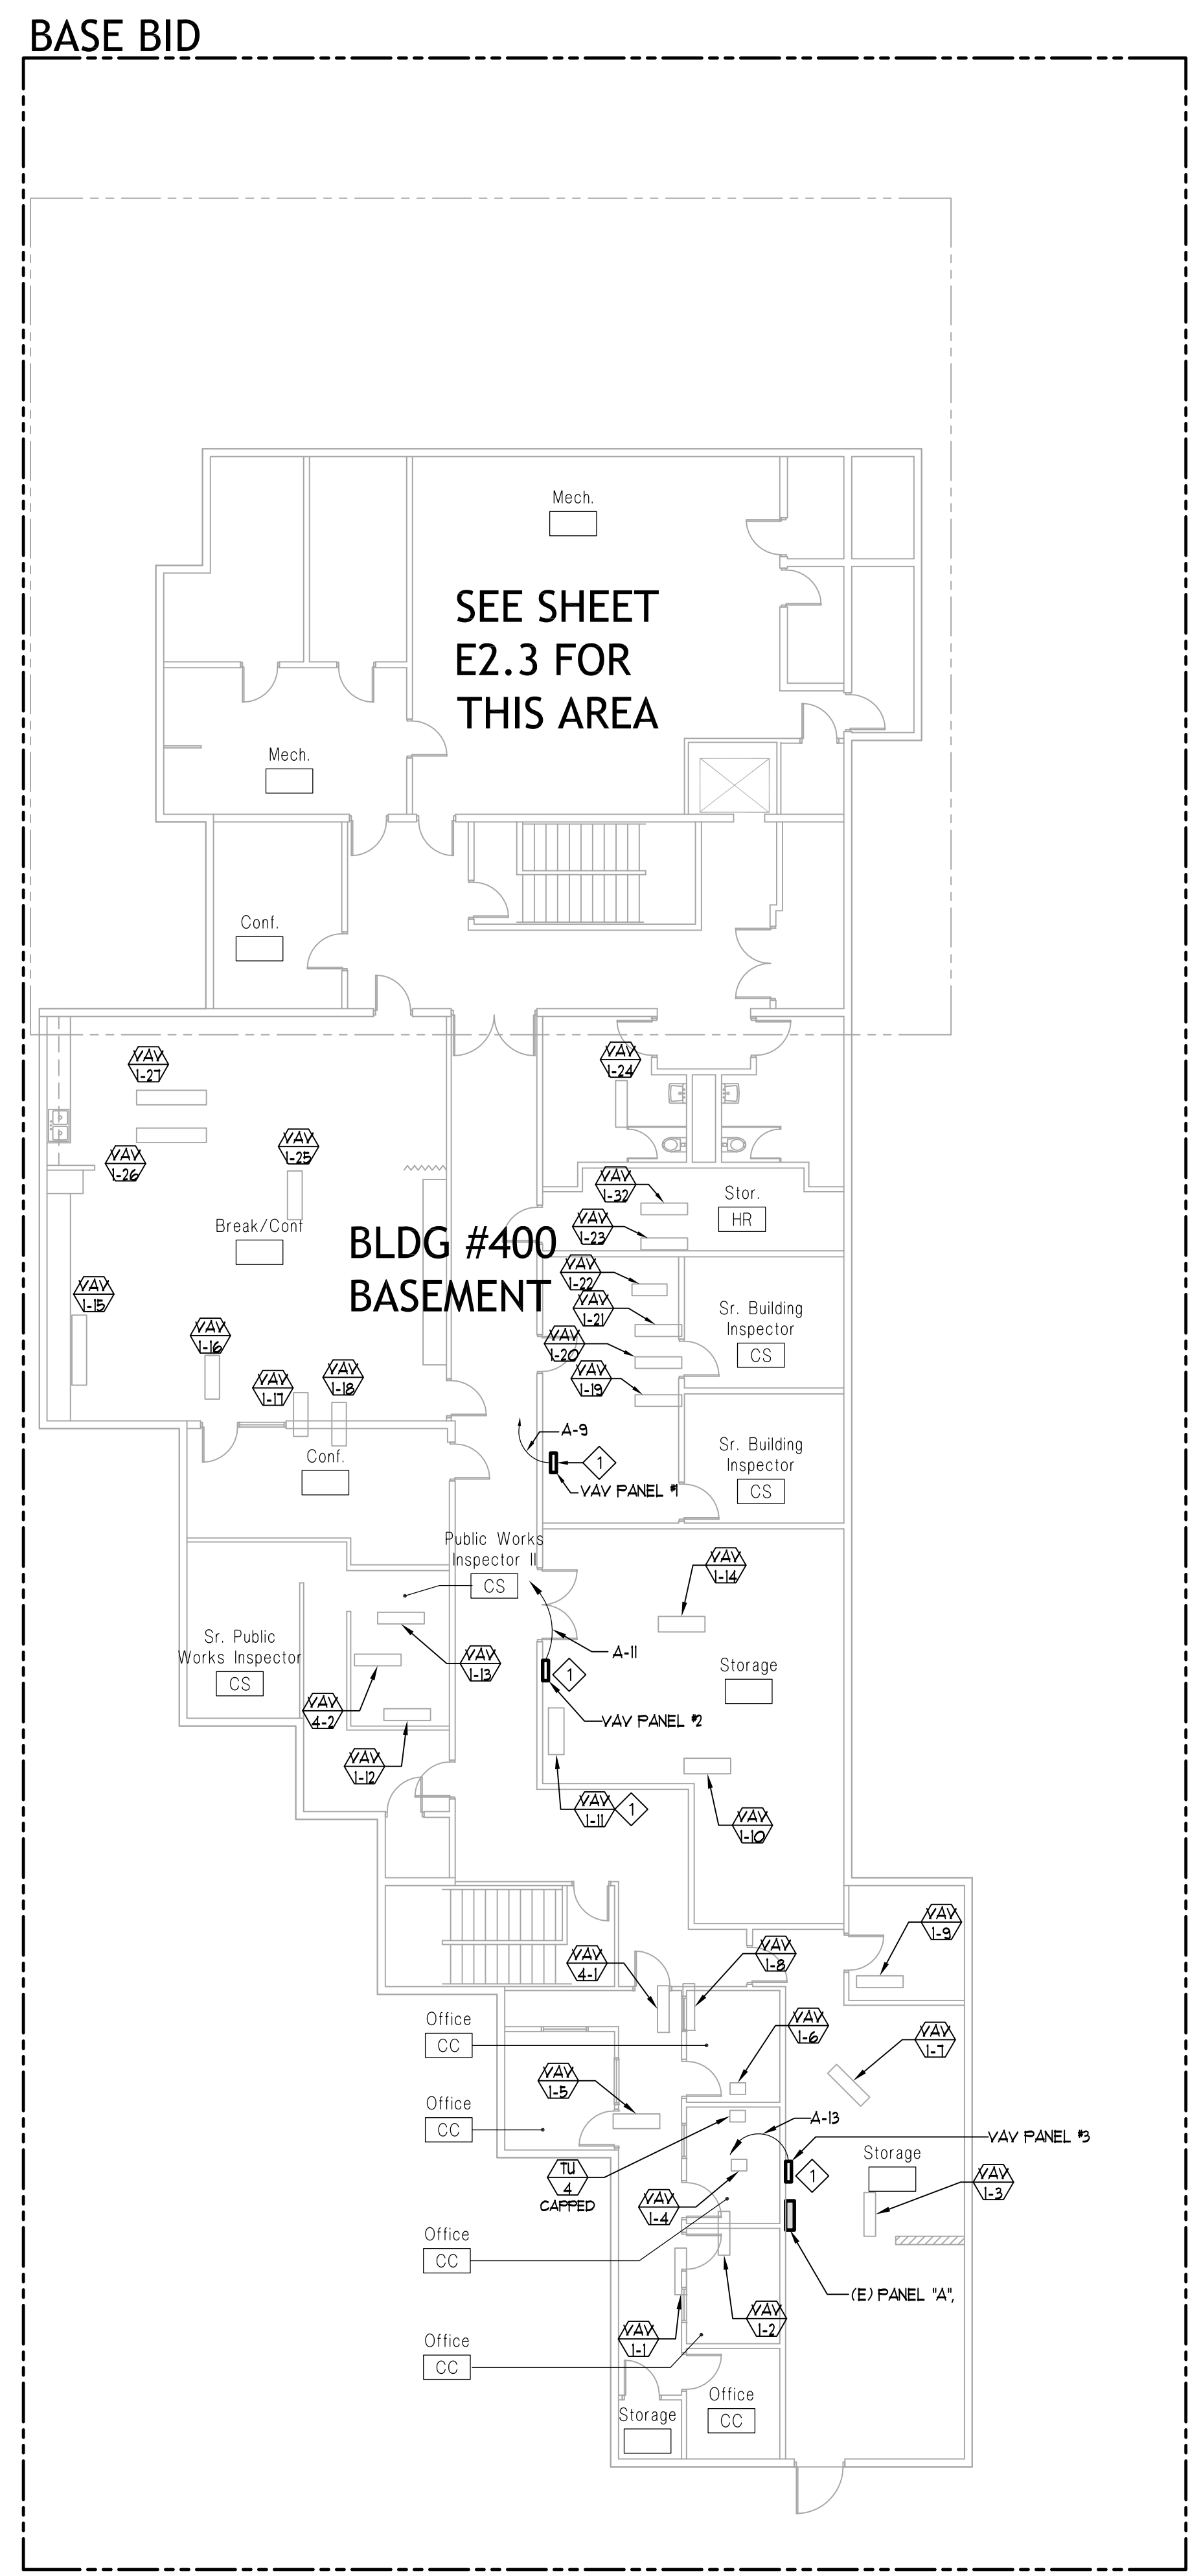 BASE BID
Mech.
SEE SHEET
E2.3 FOR
THIS AREA
Mech.
Conf.
VAV
1-27
VAV
1-24
VAV
1-25
VAV
1-26
VAV
1-32
Stor.
HR
VAV
1-23
Break/Conf
BLDG #400
BASEMENT
VAV
1-22
VAV
1-15
VAV
1-21
Sr. Building
Inspector
CS
VAV
1-16
VAV
1-20
VAV
1-17
VAV
1-18
VAV
1-19
A-9
1
VAV PANEL #1
Conf.
Sr. Building
Inspector
CS
Public Works
Inspector II
CS
VAV
1-14
Sr. Public
Works Inspector
CS
VAV
1-13
A-11
1
Storage
VAV
4-2
VAV PANEL #2
VAV
1-12
VAV
1-11
1
VAV
1-10
VAV
1-9
VAV
4-1
VAV
1-8
Office
CC
VAV
1-6
VAV
1-7
VAV
1-5
Office
CC
A-13
VAV PANEL #3
TU
4
CAPPED
1
Storage
VAV
1-3
VAV
1-4
Office
CC
(E) PANEL "A",
VAV
1-2
VAV
1-1
Office
CC
Office
CC
Storage